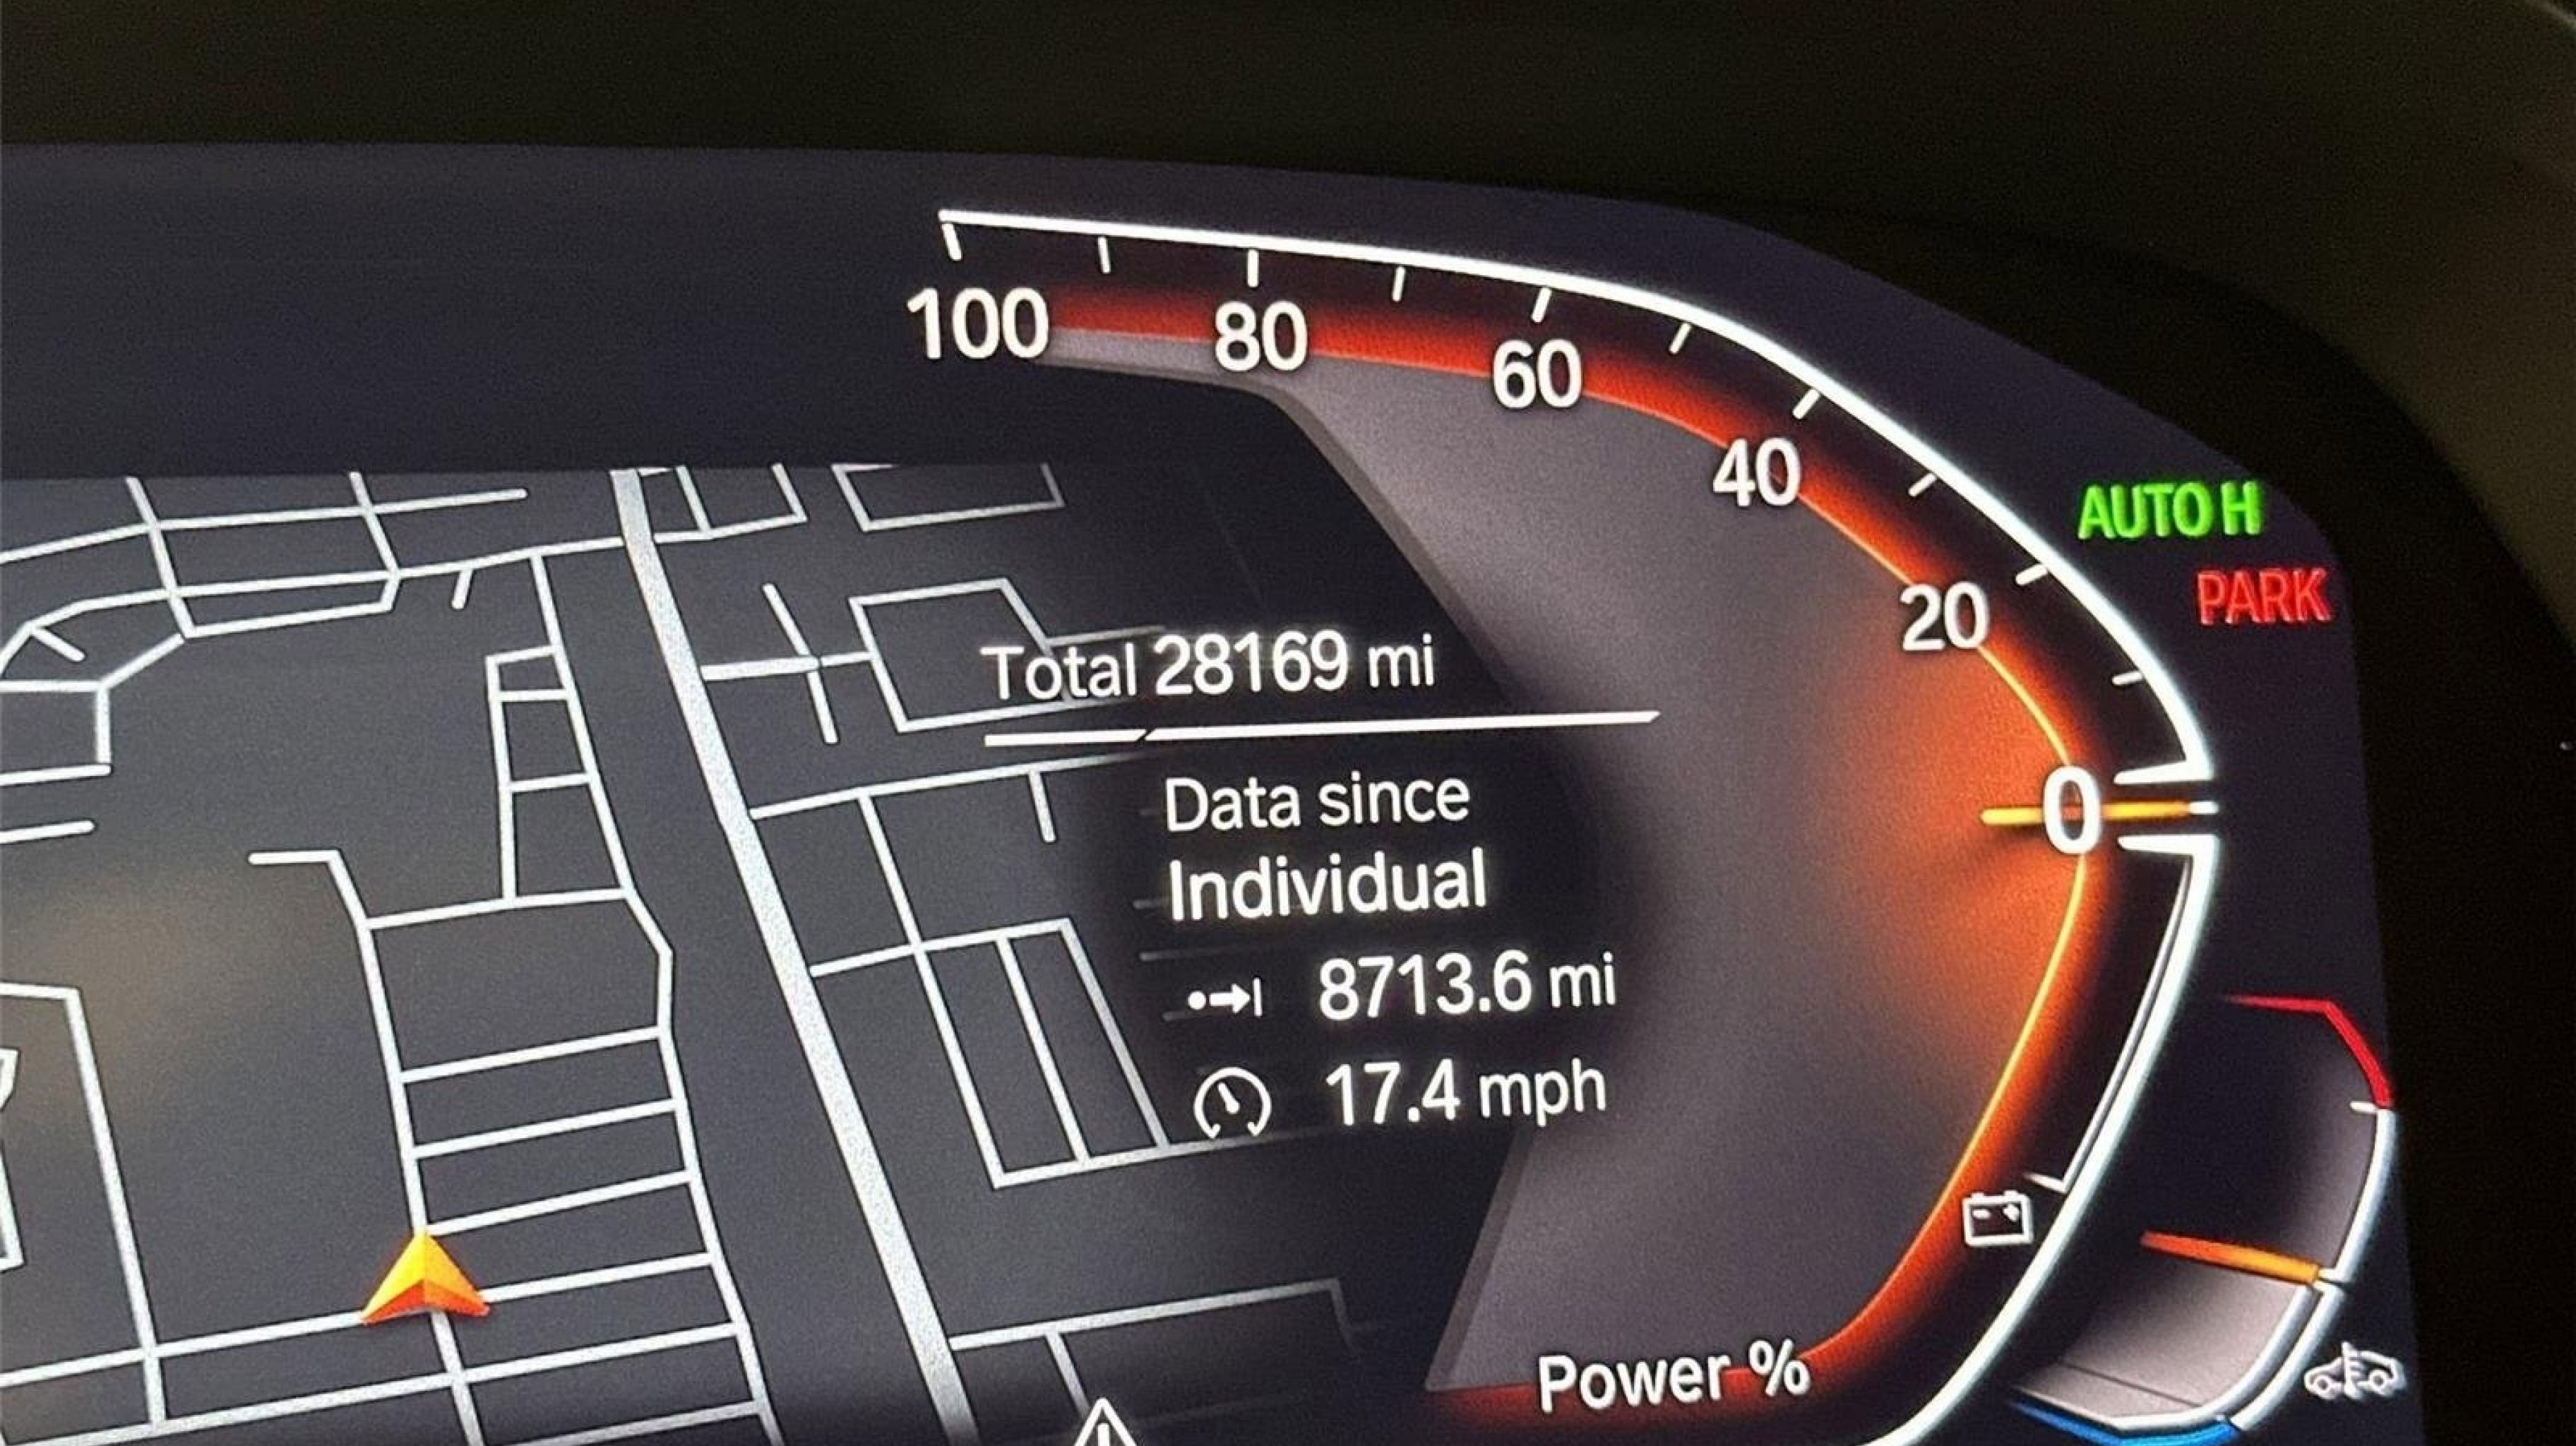 100
80
60
40
20
0
AUTO H
PARK
Total 28169 mi
Data since
Individual
8713.6 mi
17.4 mph
Power %